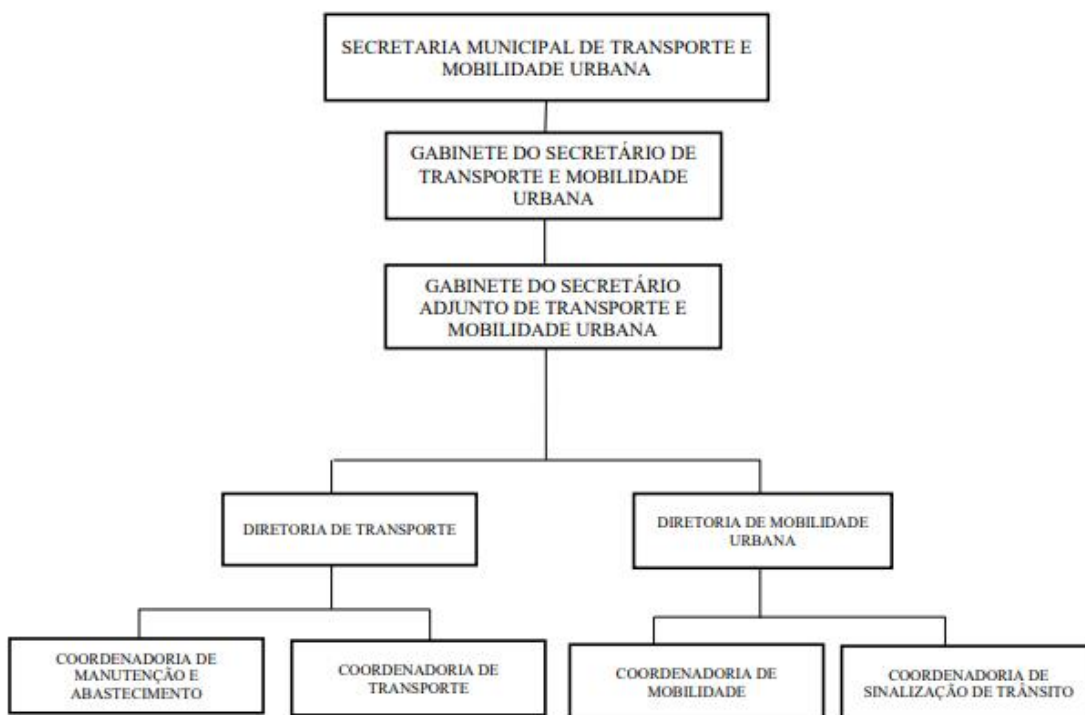 SECRETARIA MUNICIPAL DE TRANSPORTE E
MOBILIDADE URBANA
GABINETE DO SECRETÁRIO DE
TRANSPORTE E MOBILIDADE
URBANA
GABINETE DO SECRETÁRIO
ADJUNTO DE TRANSPORTE E
MOBILIDADE URBANA
DIRETORIA DE TRANSPORTE
DIRETORIA DE MOBILIDADE
URBANA
COORDENADORIA DE
MANUTENÇÃO E
ABASTECIMENTO
COORDENADORIA DE
TRANSPORTE
COORDENADORIA DE
MOBILIDADE
COORDENADORIA DE
SINALIZAÇÃO DE TRÂNSITO